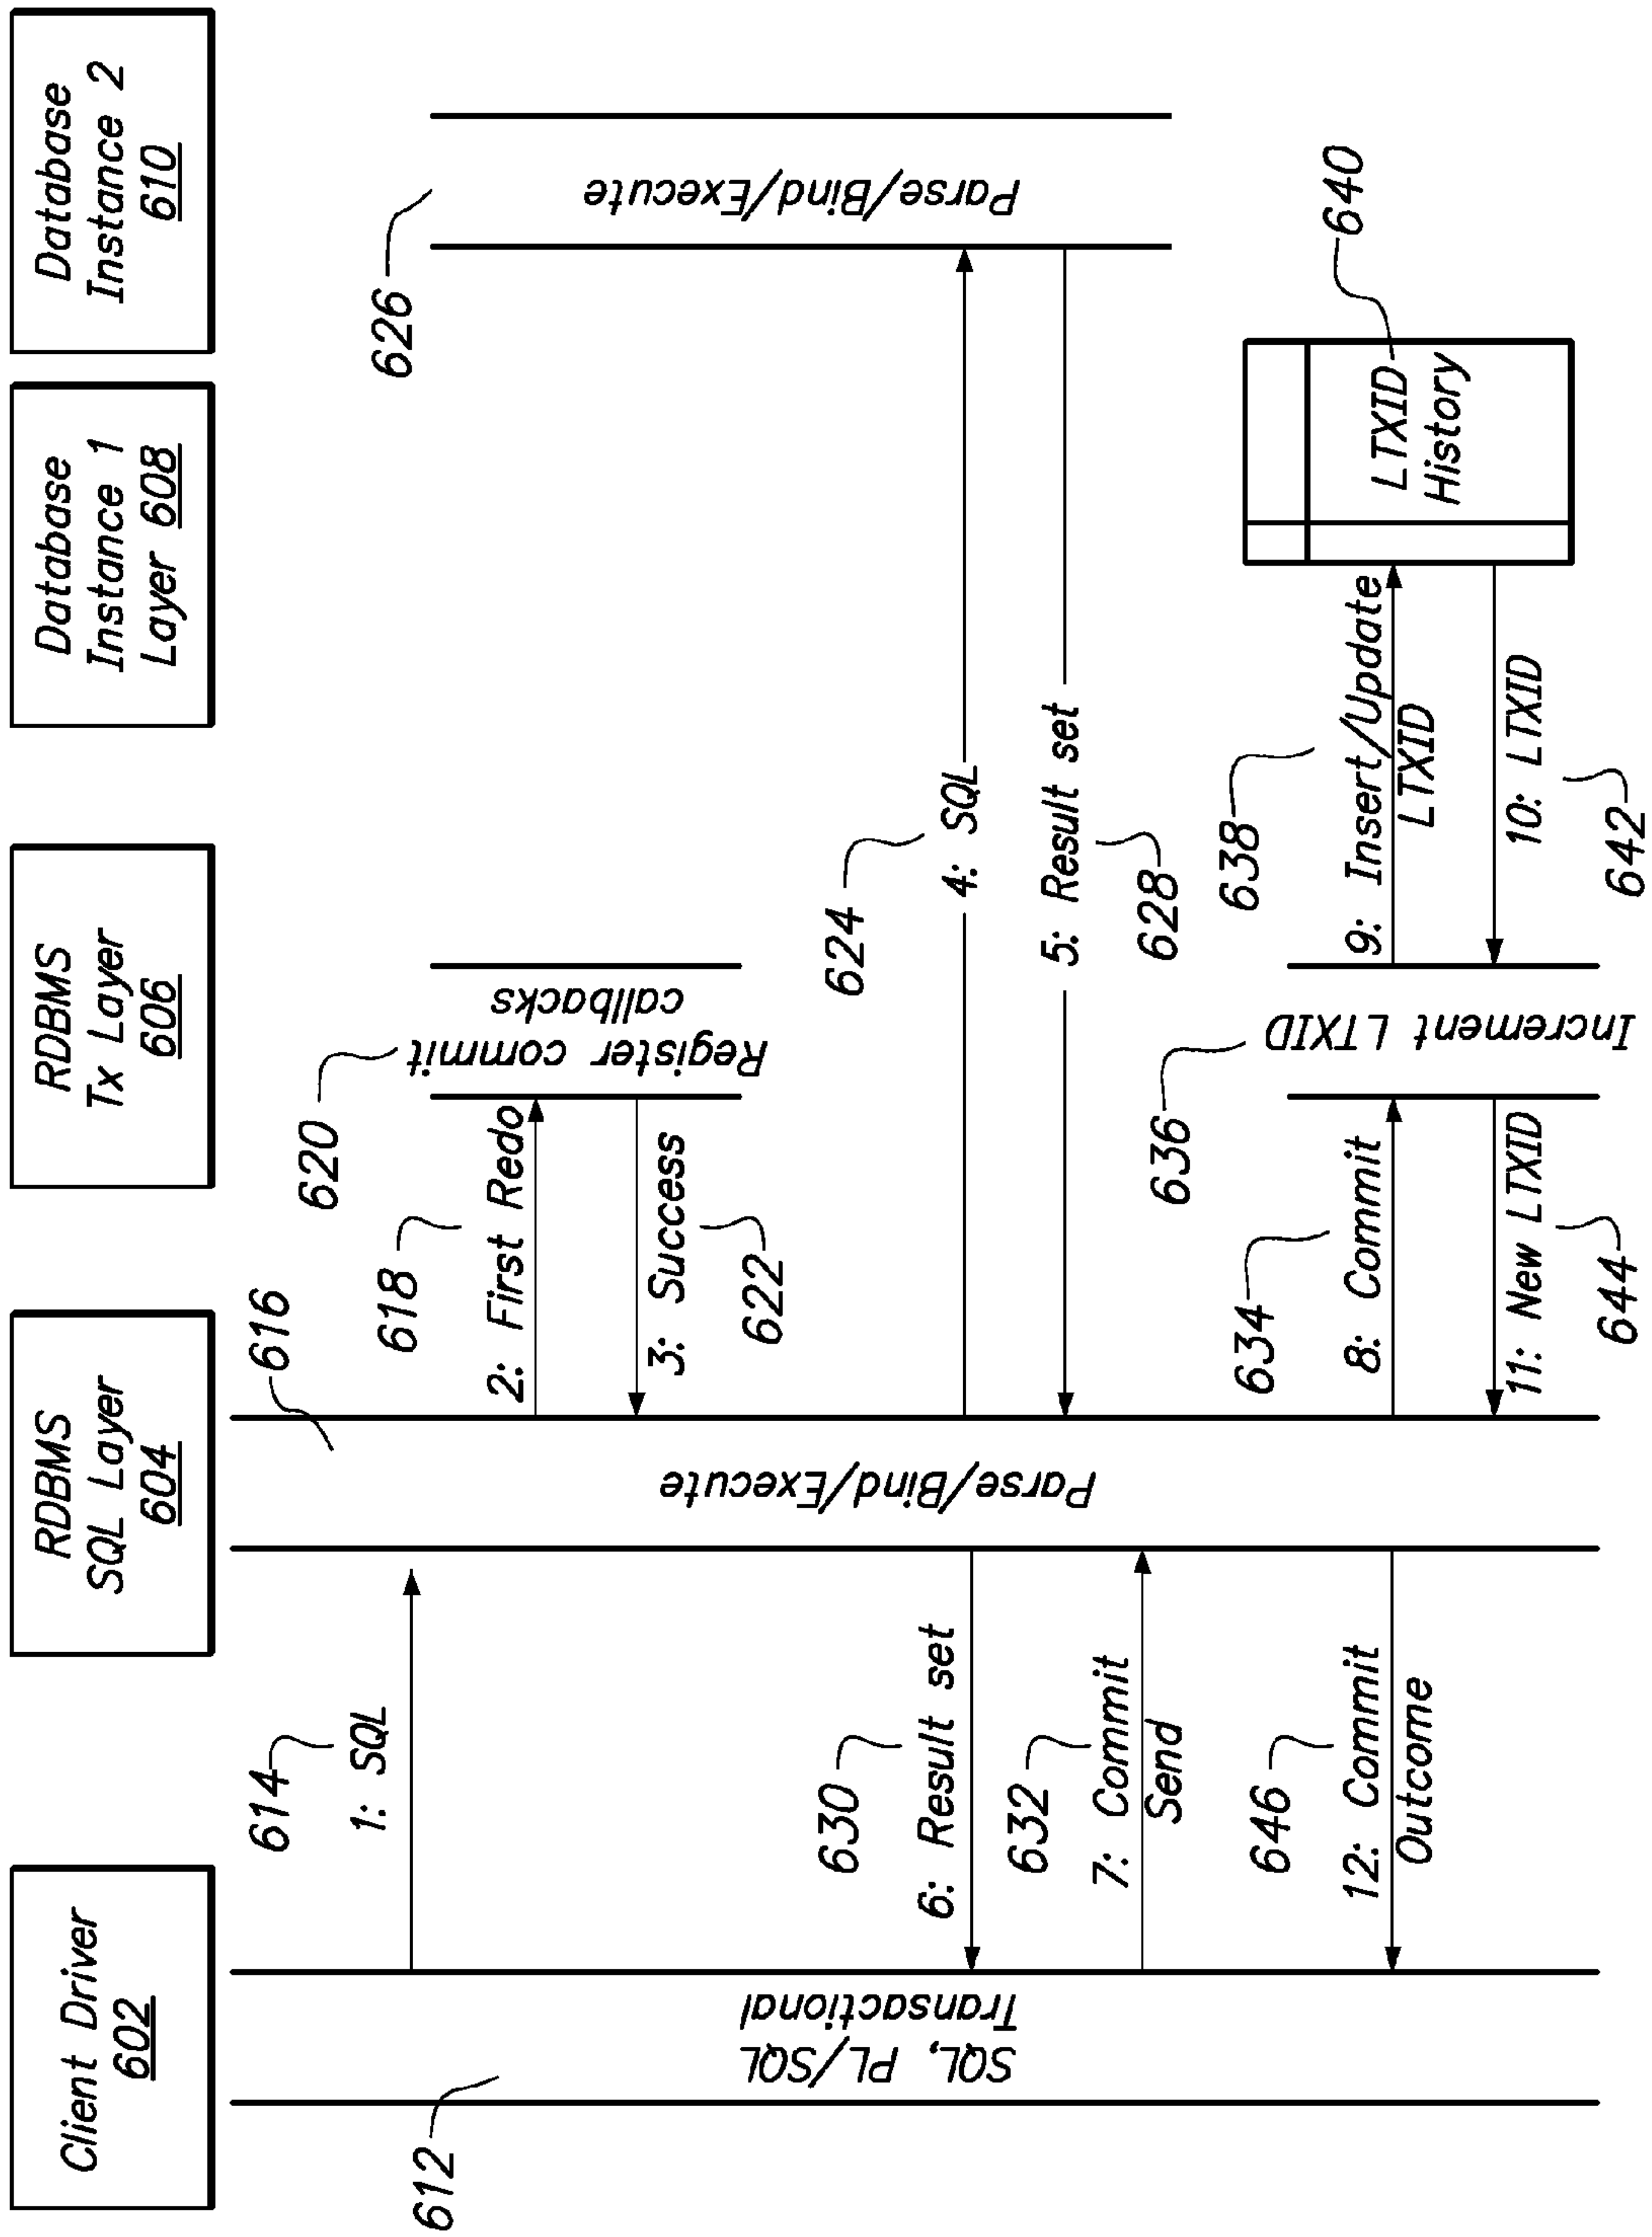 Client Driver
602
RDBMS
SQL Layer
604
RDBMS
Tx Layer
606
Database
Instance 1
Layer 608
Database
Instance 2
610
612
SQL, PL/SQL
Transactional
614
1: SQL
616
Parse/Bind/Execute
618
2: First Redo
620
Register commit
callbacks
3: Success
622
624
4: SQL
626
Parse/Bind/Execute
5: Result set
628
630
6: Result set
632
7: Commit
Send
634
8: Commit
636
Increment LTXID
638
9: Insert/Update
LTXID
640
LTXID
History
10: LTXID
642
11: New LTXID
644
646
12: Commit
Outcome